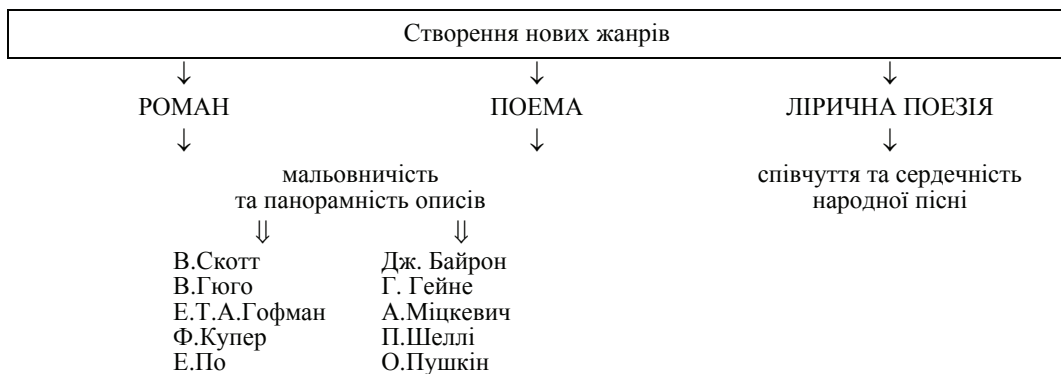 Створення нових жанрів
↓ ↓ ↓
РОМАН ПОЕМА ЛІРИЧНА ПОЕЗІЯ
↓ ↓ ↓
мальовничість
та панорамність описів
співчуття та сердечність
народної пісні
⇓ ⇓
В.Скотт Дж. Байрон
В.Гюго Г. Гейне
Е.Т.А.Гофман А.Міцкевич
Ф.Купер П.Шеллі
Е.По О.Пушкін